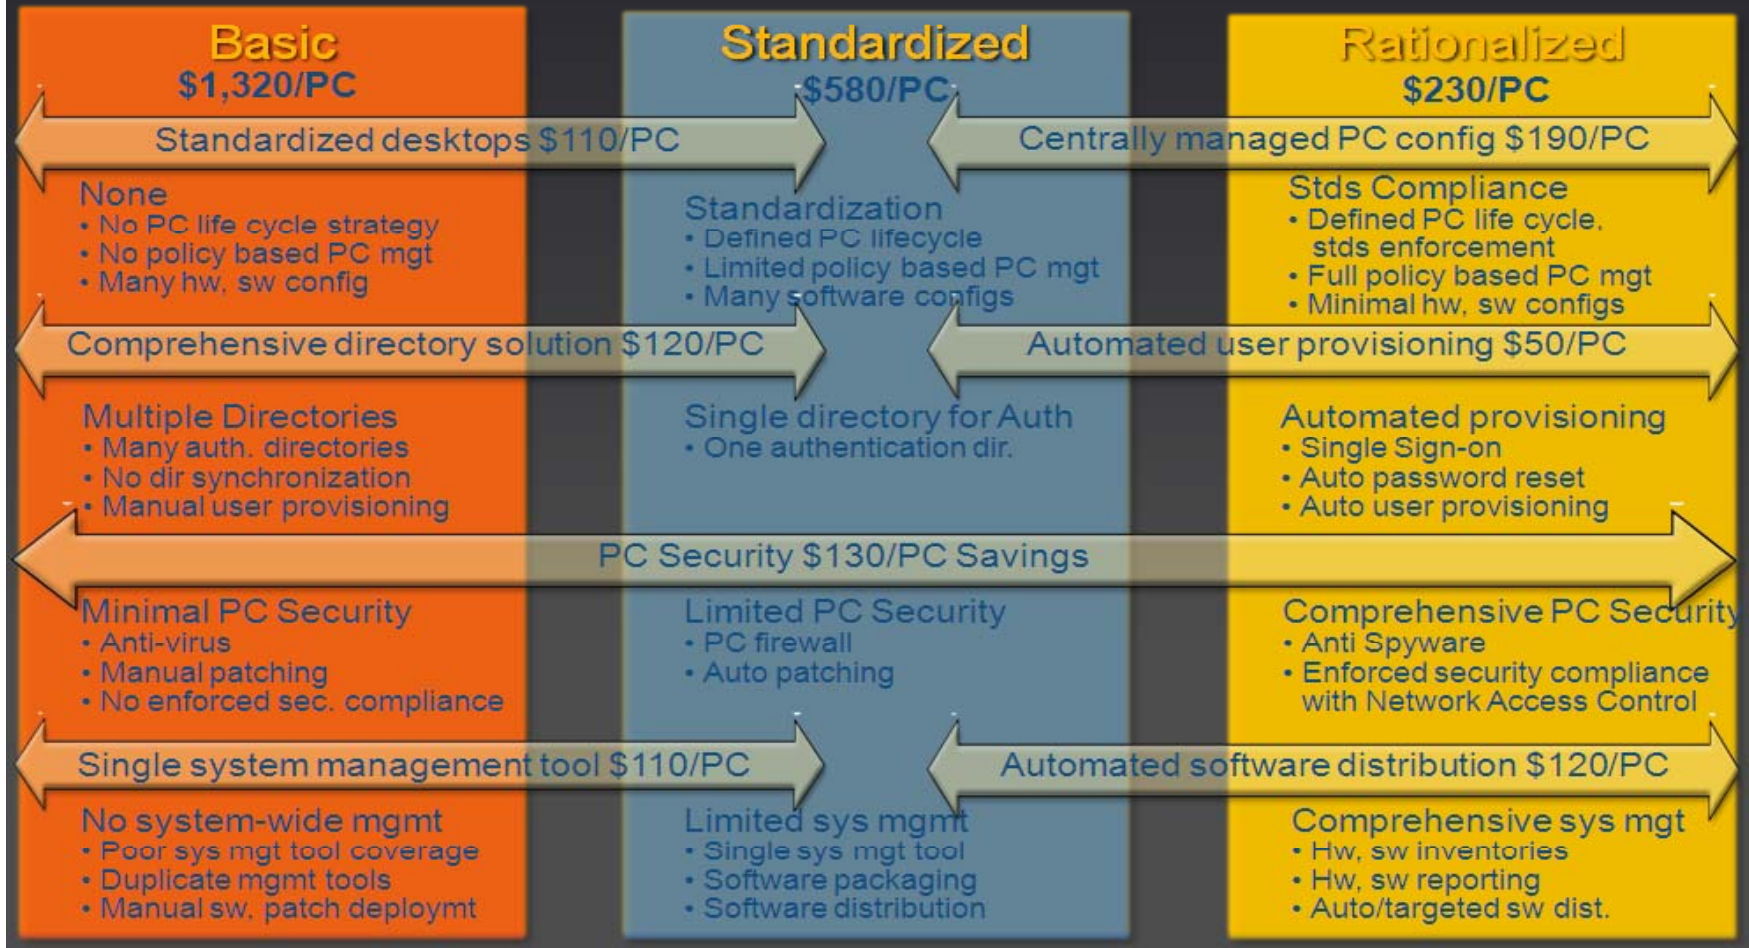 Basic
$1,320/PC
Standardized
$580/PC
Rationalized
$230/PC
Standardized desktops $110/PC
Centrally managed PC config $190/PC
None
• No PC life cycle strategy
• No policy based PC mgt
• Many hw, sw config
Standardization
• Defined PC lifecycle
• Limited policy based PC mgt
• Many software configs
Stds Compliance
• Defined PC life cycle,
stds enforcement
• Full policy based PC mgt
• Minimal hw, sw configs
Comprehensive directory solution $120/PC
Automated user provisioning $50/PC
Multiple Directories
• Many auth. directories
• No dir synchronization
• Manual user provisioning
Single directory for Auth
• One authentication dir.
Automated provisioning
• Single Sign-on
• Auto password reset
• Auto user provisioning
PC Security $130/PC Savings
Minimal PC Security
• Anti-virus
• Manual patching
• No enforced sec. compliance
Limited PC Security
• PC firewall
• Auto patching
Comprehensive PC Security
• Anti Spyware
• Enforced security compliance
with Network Access Control
Single system management tool $110/PC
Automated software distribution $120/PC
No system-wide mgmt
• Poor sys mgt tool coverage
• Duplicate mgmt tools
• Manual sw, patch deploymt
Limited sys mgmt
• Single sys mgt tool
• Software packaging
• Software distribution
Comprehensive sys mgt
• Hw, sw inventories
• Hw, sw reporting
• Auto/targeted sw dist.